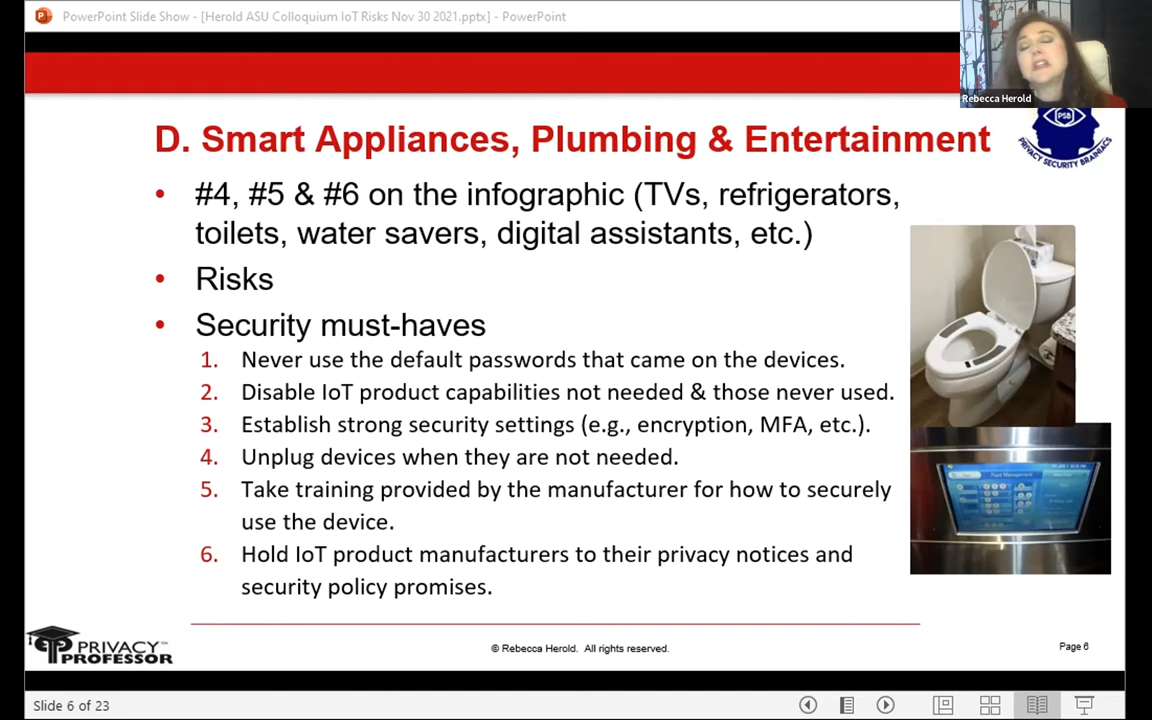 PowerPoint Slide Show - [Herold ASU Colloquium IoT Risks Nov 30 2021.pptx] - PowerPoint
Rebecca Herold
D. Smart Appliances, Plumbing & Entertainment
PSB
PRIVACY SECURITY BRAINIACS
• #4, #5 & #6 on the infographic (TVs, refrigerators,
toilets, water savers, digital assistants, etc.)
• Risks
• Security must-haves
1. Never use the default passwords that came on the devices.
2. Disable IoT product capabilities not needed & those never used.
3. Establish strong security settings (e.g., encryption, MFA, etc.).
4. Unplug devices when they are not needed.
5. Take training provided by the manufacturer for how to securely
use the device.
6. Hold IoT product manufacturers to their privacy notices and
security policy promises.
PRIVACY
PROFESSOR
© Rebecca Herold. All rights reserved.
Page 6
Slide 6 of 23